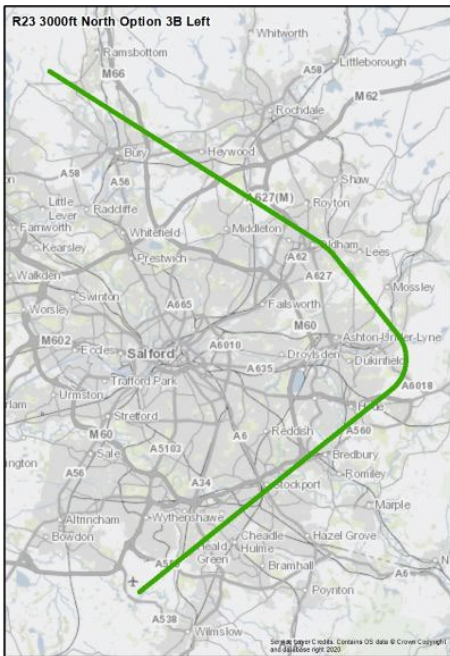 R23 3000ft North Option 3B Left
Whitworth
Ramsbottom
Littleborough
A58
M66
M 62
Rochdale
Bury
Heywood
A58
A56
Shaw
A627(M)
Little
Lever
Radcliffe
Royton
Farnworth
Whitefield
Middleton
Oldham
Kearsley
Lees
Prestwich
A62
Walkden
A627
Mossley
Swinton
A665
Failsworth
Worsley
M60
M602
Ashton-Under-Lyne
Eccles
Salford
A6010
Droylsden
Dukinfield
Trafford Park
A635
A6018
Urmston
Hyde
Stretford
M60
A560
Reddish
A5103
A6
Sale
Bredbury
Romiley
A56
A34
Stockport
Marple
Altrincham
Wythenshawe
Bowdon
Cheadle
Hulme
Hazel Grove
Heald
Green
Bramhall
A6
Poynton
A538
Wilmslow
Service Layer Credits: Contains OS data © Crown Copyright
and database right 2020